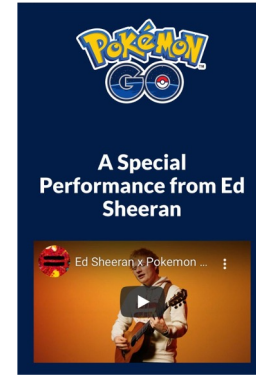 POKÉMON
GO
A Special
Performance from Ed
Sheeran
Ed Sheeran x Pokemon ...